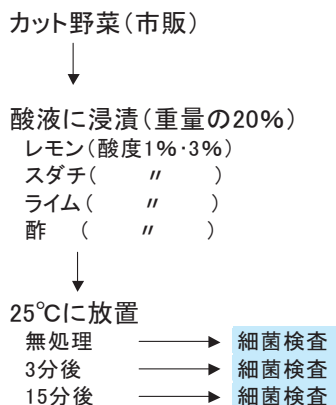 カット野菜(市販)
酸液に浸漬(重量の20%)
レモン(酸度1%・3%)
スダチ( 〃 )
ライム( 〃 )
酢 ( 〃 )
25℃に放置
無処理 細菌検査
3分後 細菌検査
15分後 細菌検査